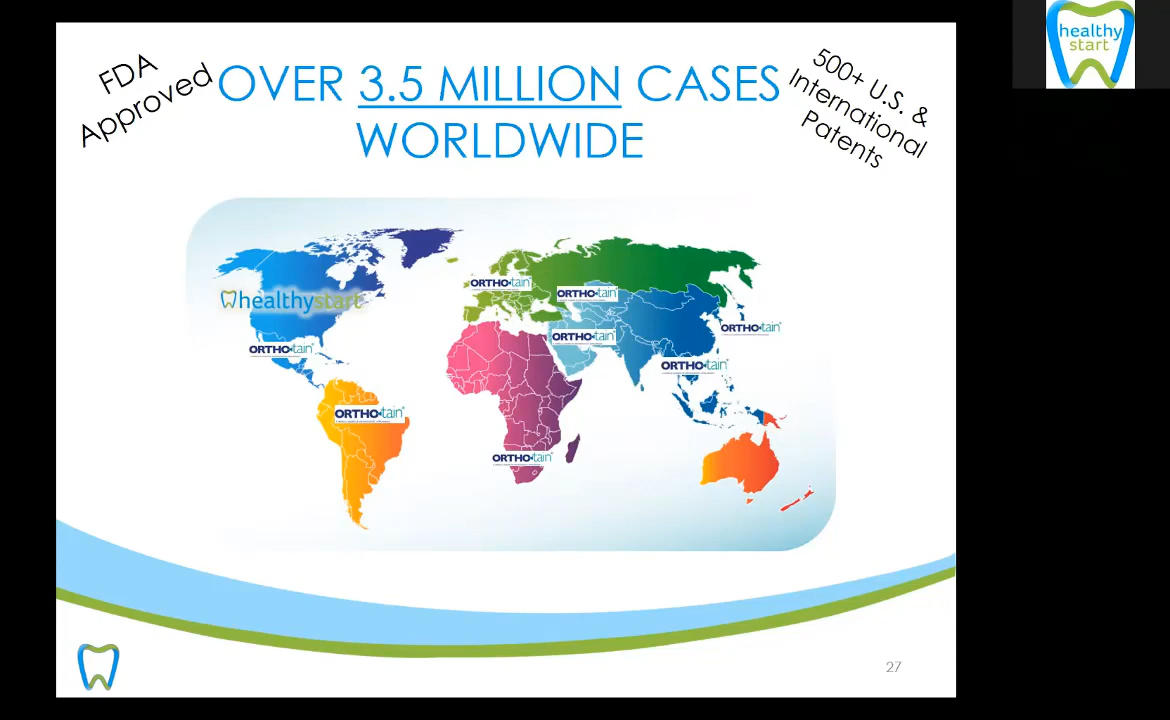 FDA
Approved
OVER 3.5 MILLION CASES
WORLDWIDE
500+ U.S. &
International
Patents
healthy
start
healthystart
ORTHO-tain®
ORTHO-tain®
ORTHO-tain®
ORTHO-tain®
ORTHO-tain®
ORTHO-tain®
ORTHO-tain®
ORTHO-tain®
27